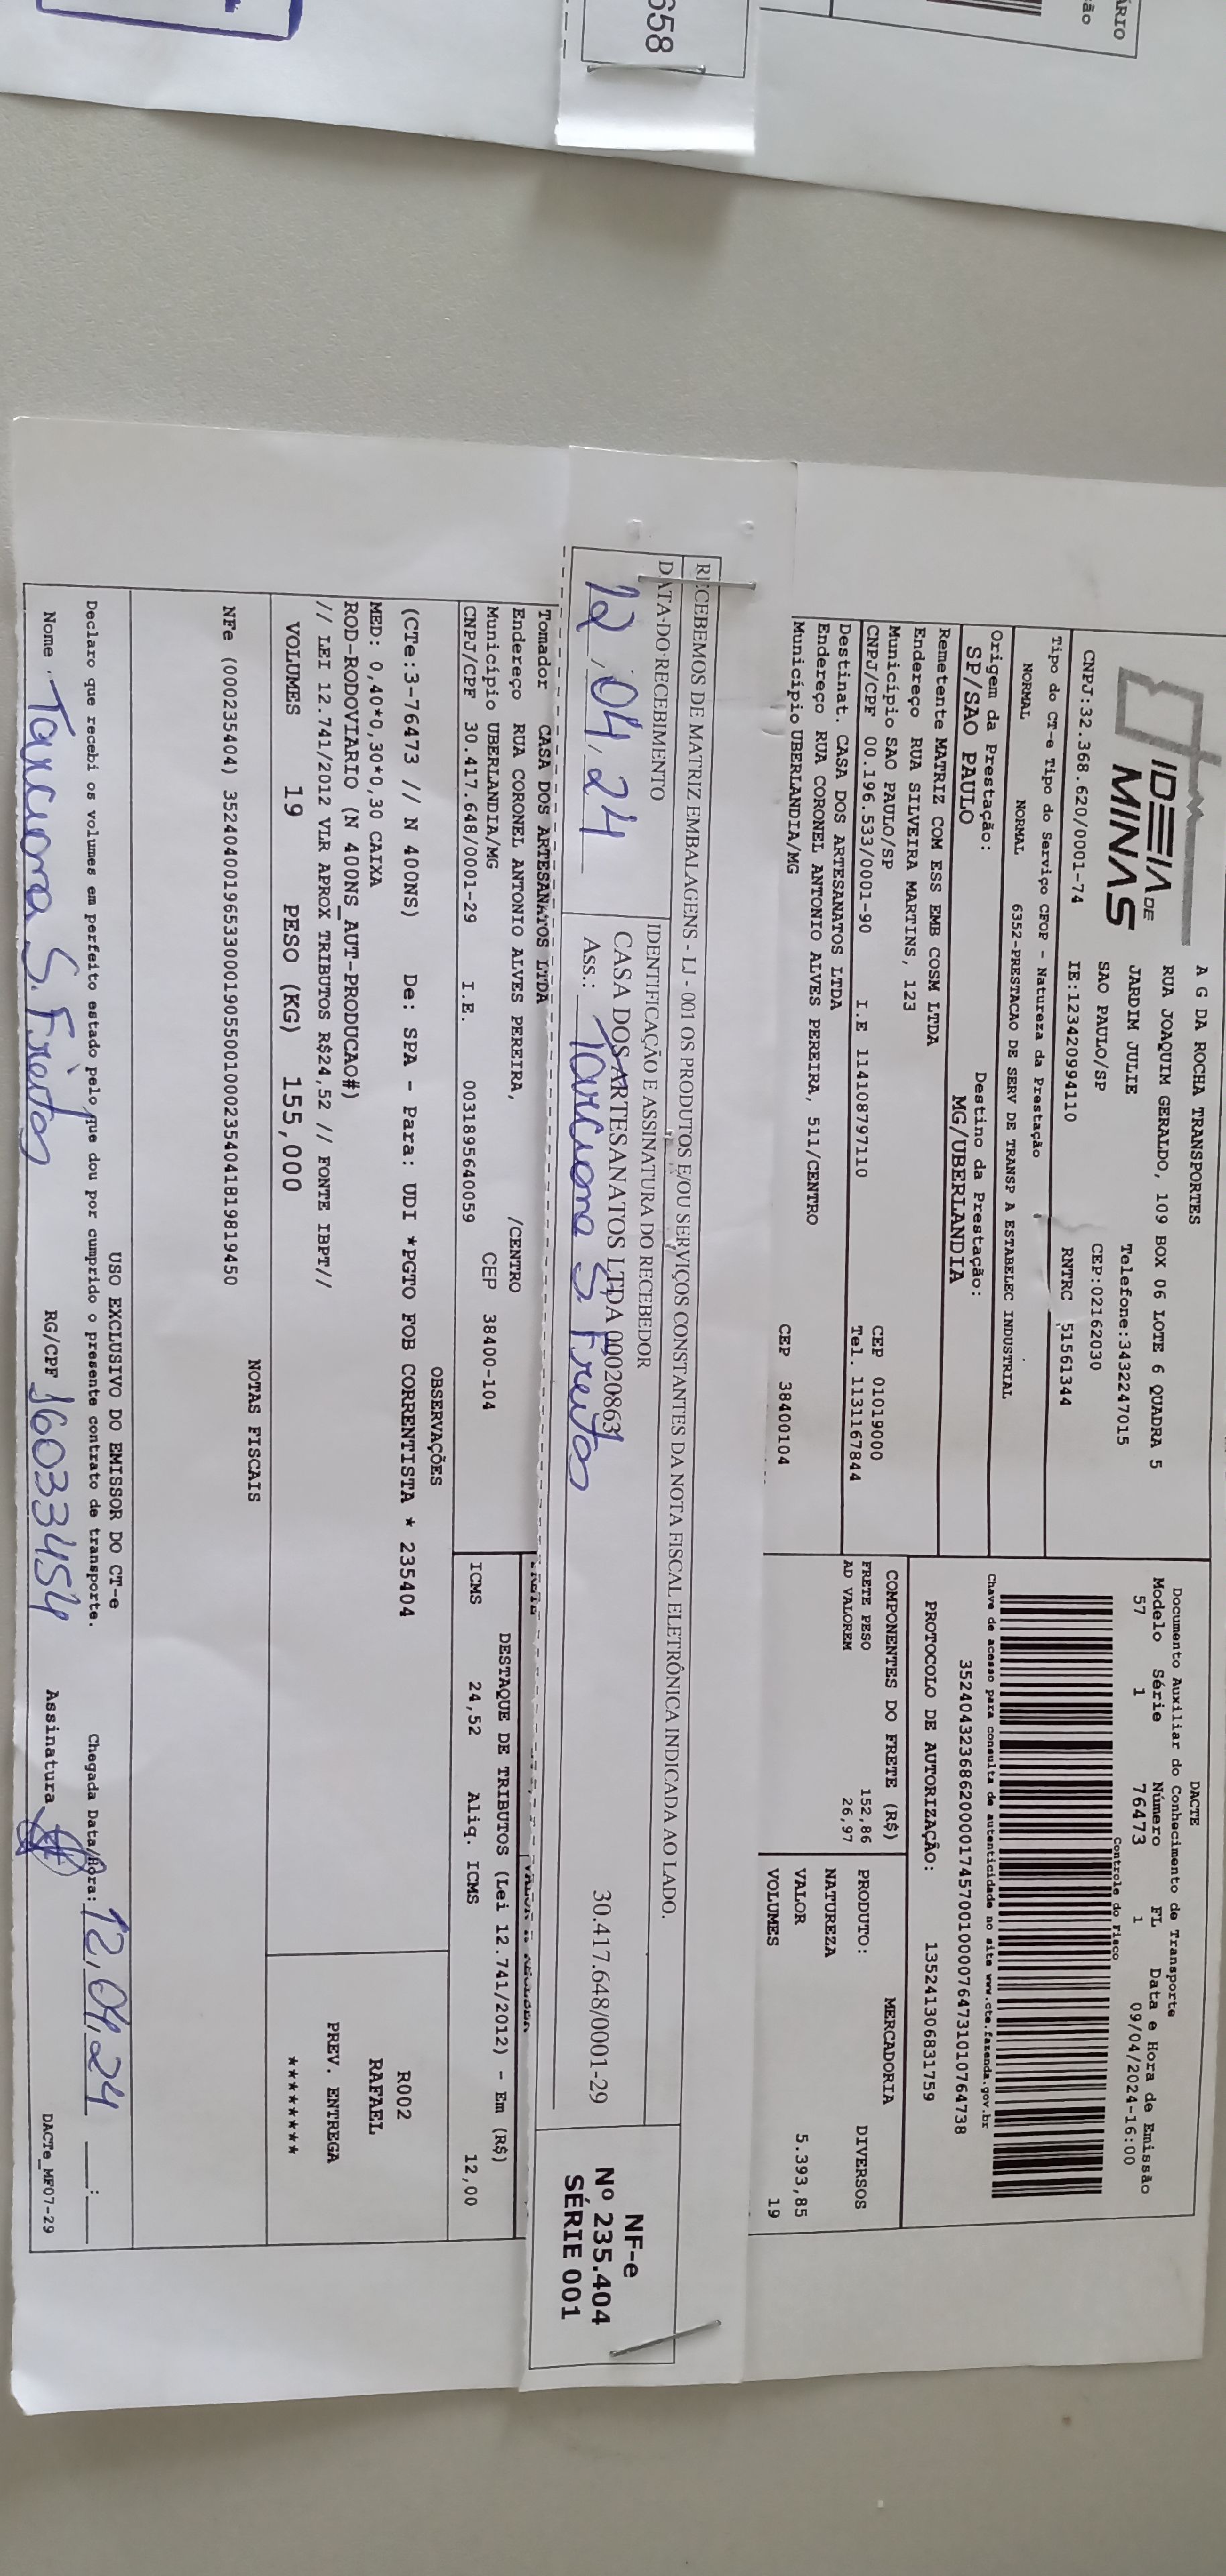 658
ÁRIO
ão
IDEIA DE
MINAS
A G DA ROCHA TRANSPORTES
RUA JOAQUIM GERALDO, 109 BOX 06 LOTE 6 QUADRA 5
JARDIM JULIE Telefone:3432247015
SAO PAULO/SP CEP:02162030
CNPJ:32.368.620/0001-74 IE:123420994110 RNTRC 51561344
Tipo do CT-e Tipo do Serviço CFOP - Natureza da Prestação
NORMAL NORMAL 6352-PRESTACAO DE SERV DE TRANSP A ESTABELEC INDUSTRIAL
Origem da Prestação: Destino da Prestação:
SP/SAO PAULO MG/UBERLANDIA
Remetente MATRIZ COM ESS EMB COSM LTDA
Endereço RUA SILVEIRA MARTINS, 123
Município SAO PAULO/SP CEP 01019000
CNPJ/CPF 00.196.533/0001-90 I.E 114108797110 Tel. 1131167844
Destinat. CASA DOS ARTESANATOS LTDA
Endereço RUA CORONEL ANTONIO ALVES PEREIRA, 511/CENTRO
Município UBERLANDIA/MG CEP 38400104
DACTE
Documento Auxiliar do Conhecimento de Transporte
Modelo Série Número FL Data e Hora de Emissão
57 1 76473 1 09/04/2024-16:00
Controle do Fisco
Chave de acesso para consulta de autenticidade no site www.cte.fazenda.gov.br
35240432368620000174570010000764731010764738
PROTOCOLO DE AUTORIZAÇÃO: 135241306831759
COMPONENTES DO FRETE (R$)
FRETE PESO 152,86
AD VALOREM 26,97
MERCADORIA
PRODUTO: DIVERSOS
NATUREZA
VALOR 5.393,85
VOLUMES 19
RECEBEMOS DE MATRIZ EMBALAGENS - LJ - 001 OS PRODUTOS E/OU SERVIÇOS CONSTANTES DA NOTA FISCAL ELETRÔNICA INDICADA AO LADO.
DATA DO RECEBIMENTO IDENTIFICAÇÃO E ASSINATURA DO RECEBEDOR
12,04,24 CASA DOS ARTESANATOS LTDA 00020863 30.417.648/0001-29
Ass.: Tarciana S. Freitas
NF-e
Nº 235.404
SÉRIE 001
Tomador CASA DOS ARTESANATOS LTDA
Endereço RUA CORONEL ANTONIO ALVES PEREIRA, /CENTRO
Município UBERLANDIA/MG CEP 38400-104
CNPJ/CPF 30.417.648/0001-29 I.E. 0031895640059
DESTAQUE DE TRIBUTOS (Lei 12.741/2012) - Em (R$)
ICMS 24,52 Aliq. ICMS 12,00
OBSERVAÇÕES
(CTe:3-76473 // N 400NS) De: SPA - Para: UDI *PGTO FOB CORRENTISTA * 235404
MED: 0,40*0,30*0,30 CAIXA
ROD-RODOVIARIO (N 400NS_AUT-PRODUCAO#)
// LEI 12.741/2012 VLR APROX TRIBUTOS R$24,52 // FONTE IBPT//
VOLUMES 19 PESO (KG) 155,000
R002
RAFAEL
PREV. ENTREGA
********
NOTAS FISCAIS
NFe (000235404) 35240400196533000190550010002354041819819450
USO EXCLUSIVO DO EMISSOR DO CT-e
Declaro que recebi os volumes em perfeito estado pelo que dou por cumprido o presente contrato de transporte. Chegada Data/Hora: 12,04,24 __:__
Nome Tarciana S. Freitas RG/CPF 16033454 Assinatura
DACTe_MF07-29